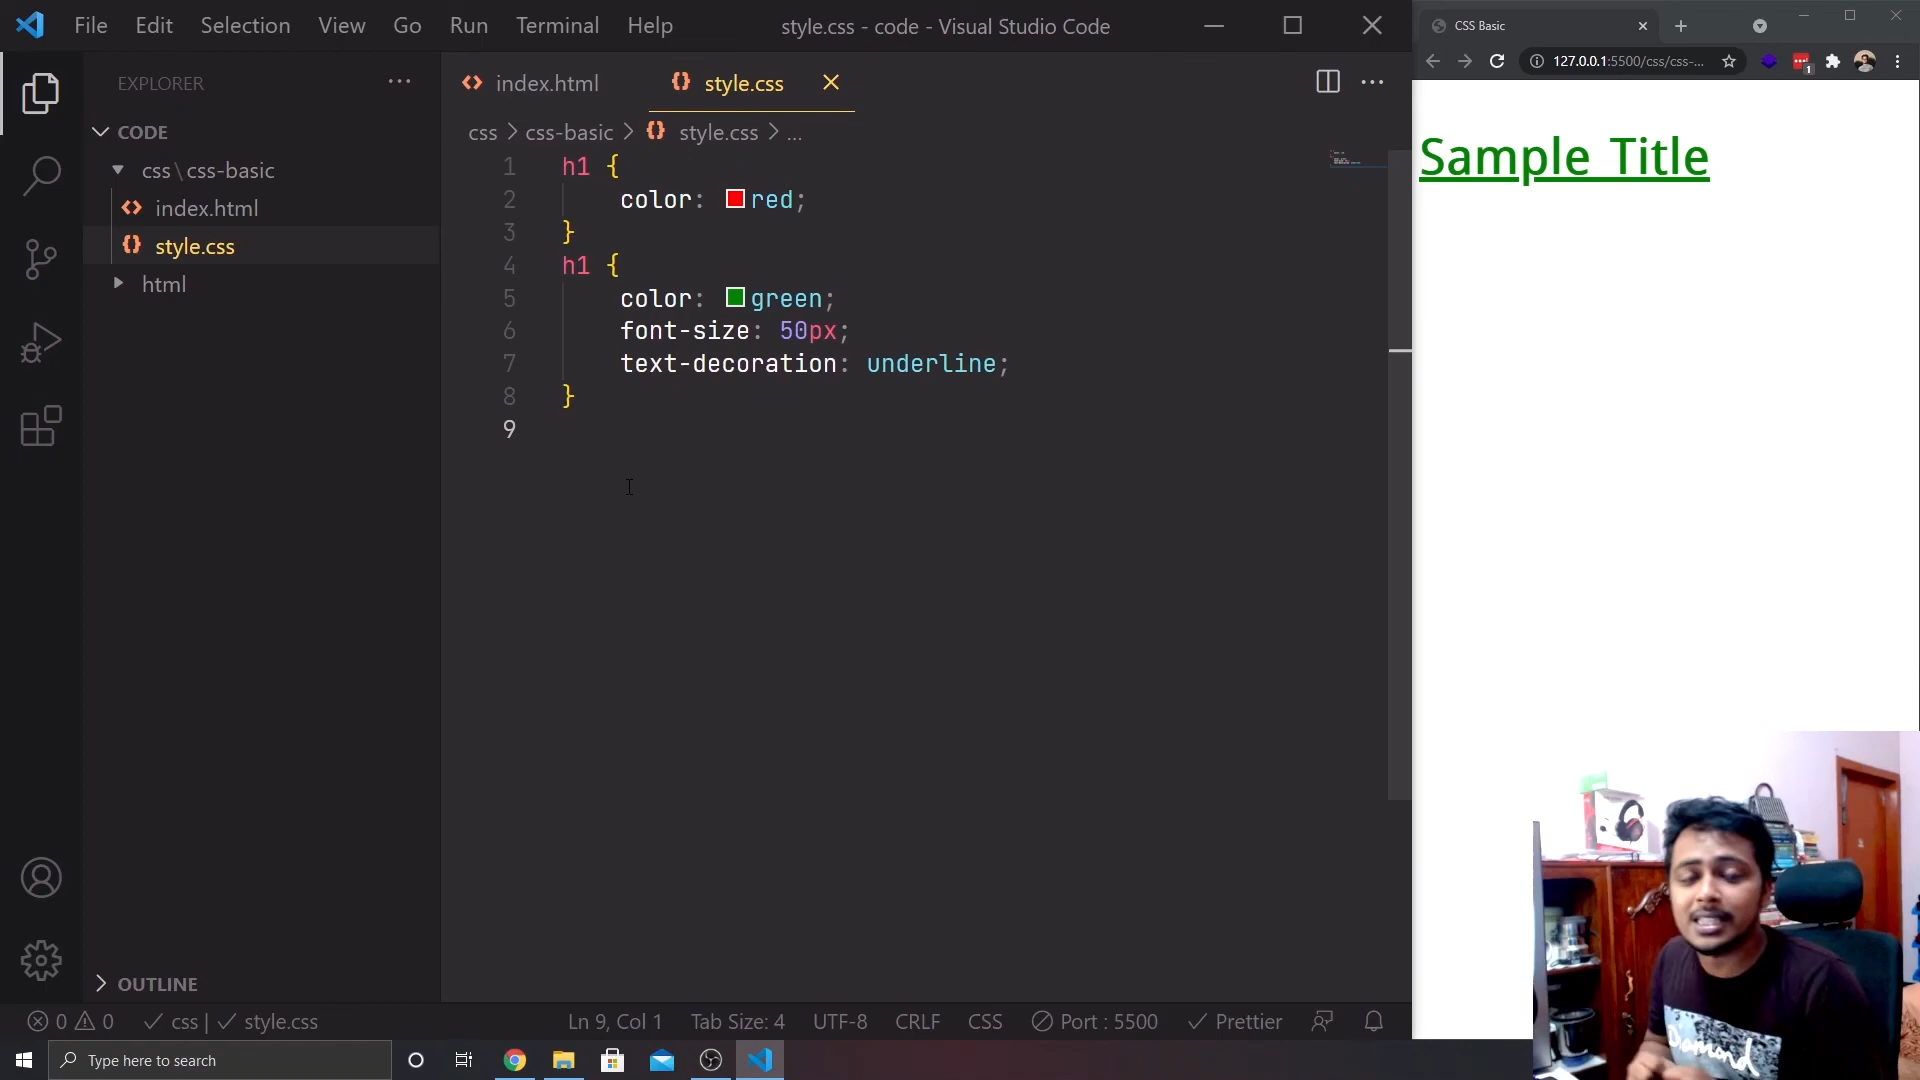 File Edit Selection View Go Run Terminal Help
style.css - code - Visual Studio Code
CSS Basic
127.0.0.1:5500/css/css-...
1
EXPLORER
CODE
css\css-basic
index.html
style.css
html
OUTLINE
index.html
style.css
css > css-basic > style.css > ...
1 h1 {
2 color: red;
3 }
4 h1 {
5 color: green;
6 font-size: 50px;
7 text-decoration: underline;
8 }
9
Sample Title
Diamond
0 0 css | style.css
Ln 9, Col 1 Tab Size: 4 UTF-8 CRLF CSS Port : 5500 Prettier
Type here to search